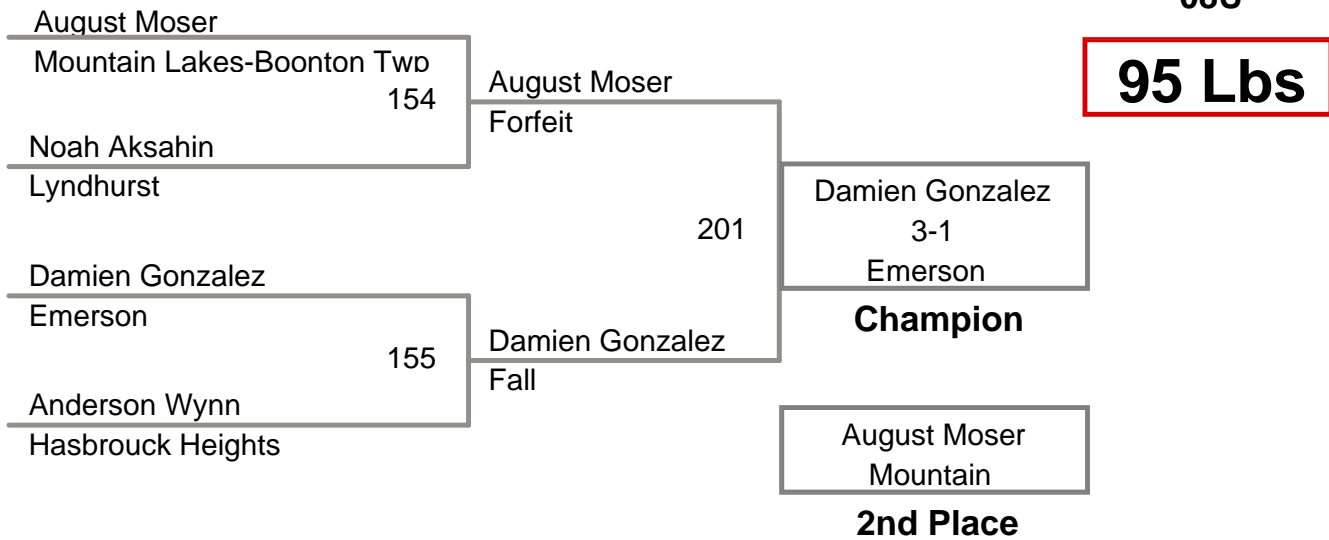 08U
95 Lbs
August Moser
Mountain Lakes-Boonton Twp
154
Noah Aksahin
Lyndhurst
August Moser
Forfeit
201
Damien Gonzalez
Emerson
155
Anderson Wynn
Hasbrouck Heights
Damien Gonzalez
Fall
Damien Gonzalez
3-1
Emerson
Champion
August Moser
Mountain
2nd Place